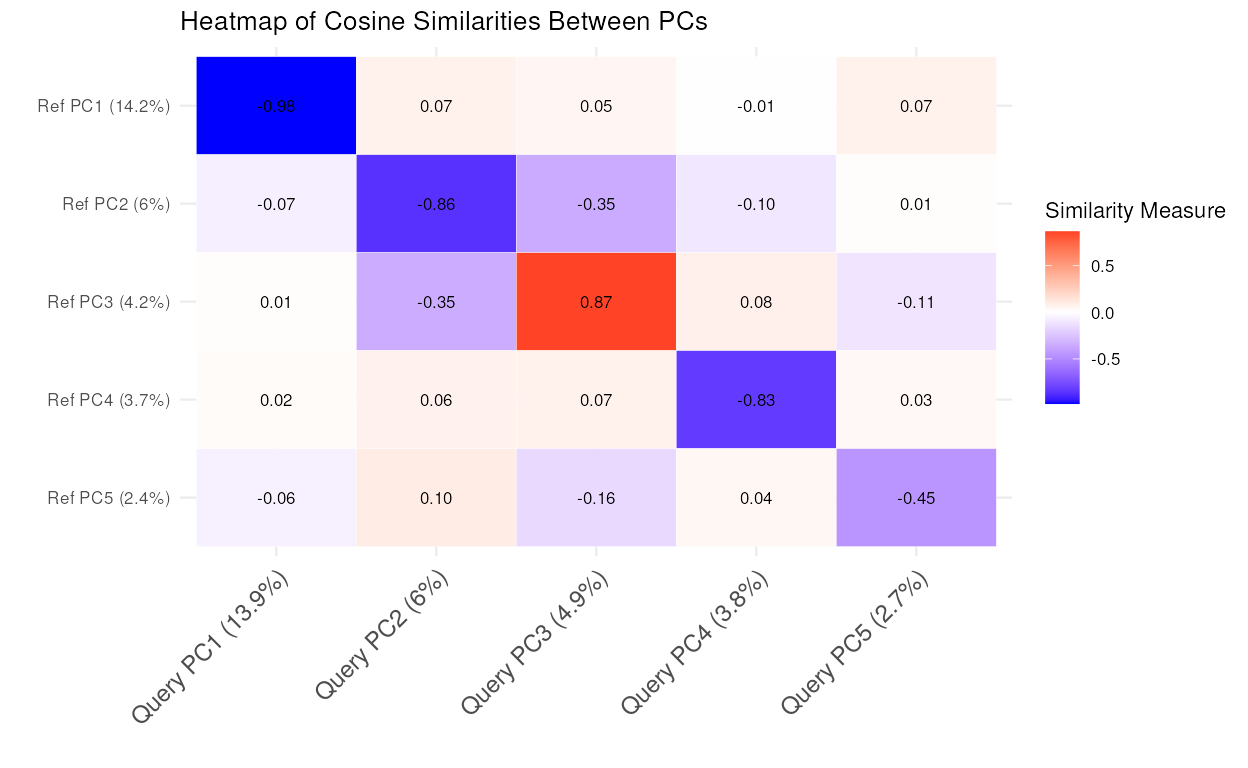 Heatmap of Cosine Similarities Between PCs
Ref PC1 (14.2%) -0.98 0.07 0.05 -0.01 0.07
Ref PC2 (6%) -0.07 -0.86 -0.35 -0.10 0.01
Ref PC3 (4.2%) 0.01 -0.35 0.87 0.08 -0.11
Ref PC4 (3.7%) 0.02 0.06 0.07 -0.83 0.03
Ref PC5 (2.4%) -0.06 0.10 -0.16 0.04 -0.45
Query PC1 (13.9%)
Query PC2 (6%)
Query PC3 (4.9%)
Query PC4 (3.8%)
Query PC5 (2.7%)
Similarity Measure
0.5
0.0
-0.5